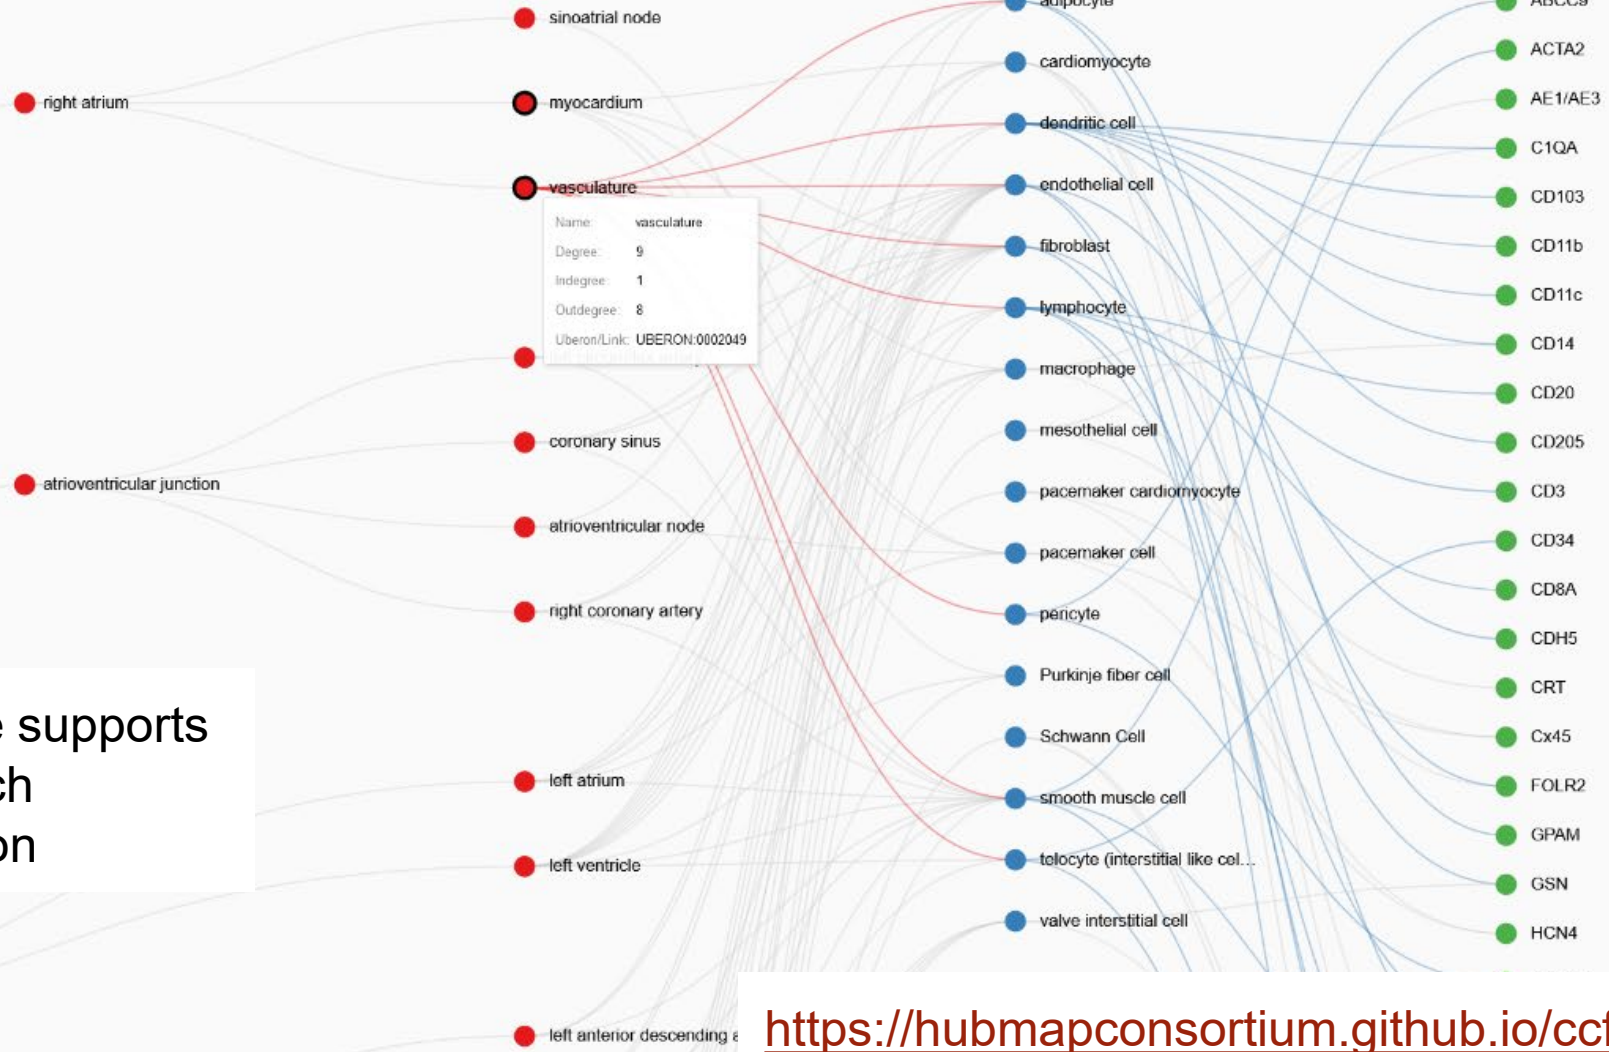 right atrium
atrioventricular junction
e supports
ch
on
sinoatrial node
myocardium
vasculature
Name: vasculature
Degree: 9
Indegree: 1
Outdegree: 8
Uberon/Link: UBERON:0002049
coronary sinus
atrioventricular node
right coronary artery
left atrium
left ventricle
left anterior descending a
adipocyte
cardiomyocyte
dendritic cell
endothelial cell
fibroblast
lymphocyte
macrophage
mesothelial cell
pacemaker cardiomyocyte
pacemaker cell
pericyte
Purkinje fiber cell
Schwann Cell
smooth muscle cell
telocyte (interstitial like cel...
valve interstitial cell
ABCC9
ACTA2
AE1/AE3
C1QA
CD103
CD11b
CD11c
CD14
CD20
CD205
CD3
CD34
CD8A
CDH5
CRT
Cx45
FOLR2
GPAM
GSN
HCN4
https://hubmapconsortium.github.io/ccf